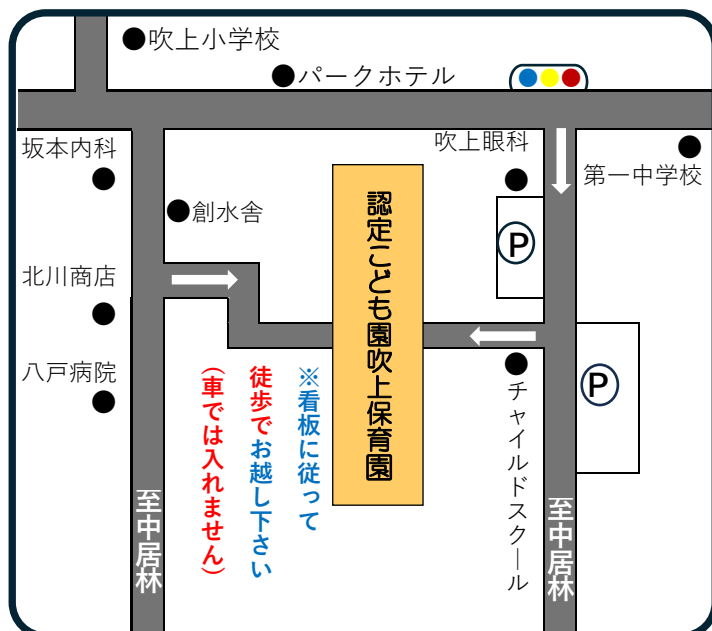 吹上小学校
パークホテル
坂本内科
吹上眼科
第一中学校
創水舎
P
認定こども園吹上保育園
北川商店
八戸病院
P
※看板に従って
徒歩でお越し下さい
(車では入れません)
チャイルドスクール
至中居林
至中居林